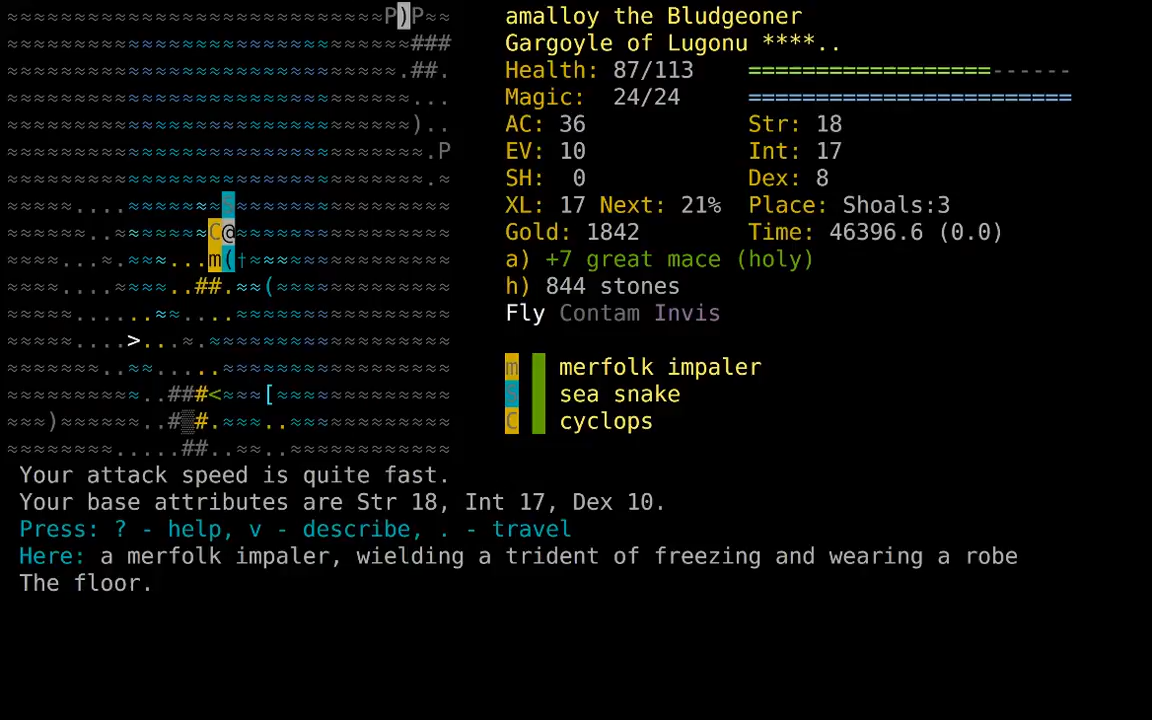 amalloy the Bludgeoner
Gargoyle of Lugonu ****..
Health: 87/113 ==================------
Magic: 24/24 ========================
AC: 36 Str: 18
EV: 10 Int: 17
SH: 0 Dex: 8
XL: 17 Next: 21% Place: Shoals:3
Gold: 1842 Time: 46396.6 (0.0)
a) +7 great mace (holy)
h) 844 stones
Fly Contam Invis
m merfolk impaler
S sea snake
C cyclops
Your attack speed is quite fast.
Your base attributes are Str 18, Int 17, Dex 10.
Press: ? - help, v - describe, . - travel
Here: a merfolk impaler, wielding a trident of freezing and wearing a robe
The floor.